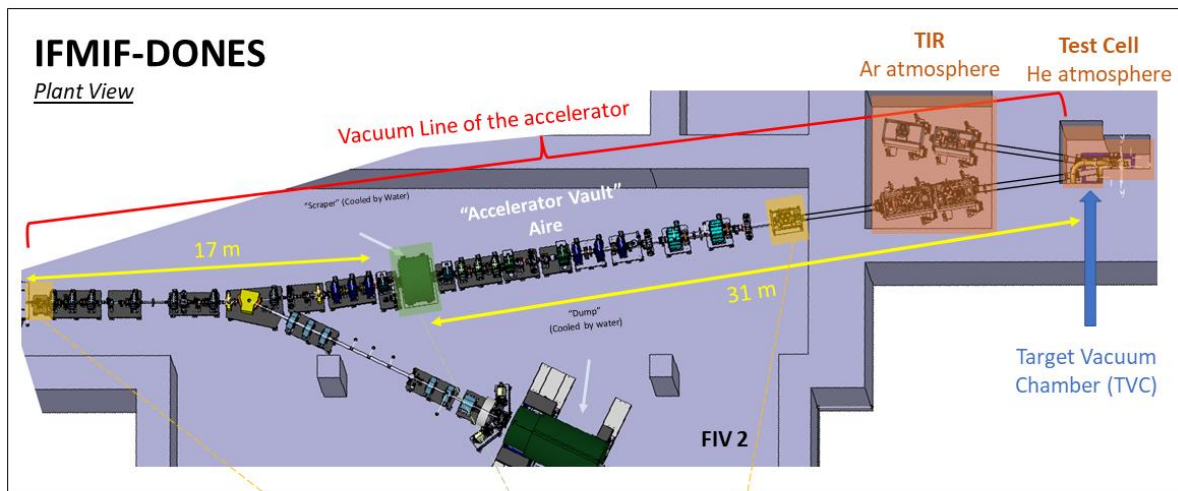 IFMIF-DONES
Plant View
TIR
Ar atmosphere
Test Cell
He atmosphere
Vacuum Line of the accelerator
"Scraper" (Cooled by Water)
"Accelerator Vault"
Aire
17 m
31 m
"Dump"
(Cooled by water)
Target Vacuum
Chamber (TVC)
FIV 2